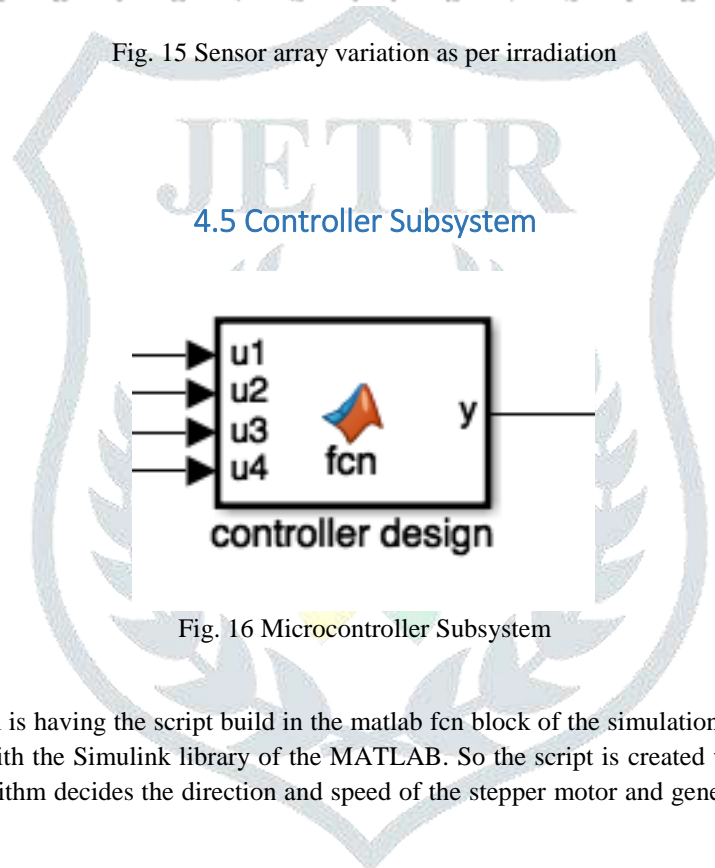 Fig. 15 Sensor array variation as per irradiation
JETIR
4.5 Controller Subsystem
u1
u2
u3
u4
fcn
y
controller design
Fig. 16 Microcontroller Subsystem
is having the script build in the matlab fcn block of the simulation
ith the Simulink library of the MATLAB. So the script is created
ithm decides the direction and speed of the stepper motor and gene